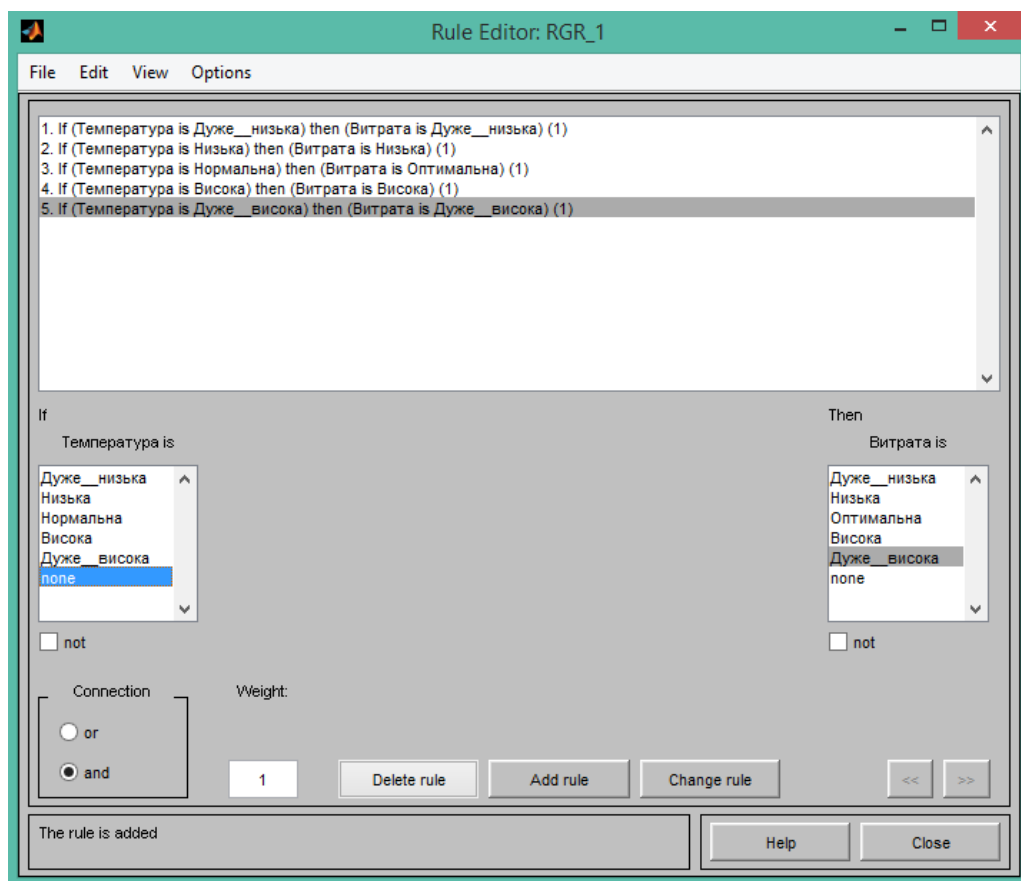 Rule Editor: RGR_1
File Edit View Options
1. If (Температура is Дуже__низька) then (Витрата is Дуже__низька) (1)
2. If (Температура is Низька) then (Витрата is Низька) (1)
3. If (Температура is Нормальна) then (Витрата is Оптимальна) (1)
4. If (Температура is Висока) then (Витрата is Висока) (1)
5. If (Температура is Дуже__висока) then (Витрата is Дуже__висока) (1)
If
Температура is
Дуже__низька
Низька
Нормальна
Висока
Дуже__висока
none
not
Then
Витрата is
Дуже__низька
Низька
Оптимальна
Висока
Дуже__висока
none
not
Connection
or
and
Weight:
1
Delete rule
Add rule
Change rule
<< >>
The rule is added
Help
Close